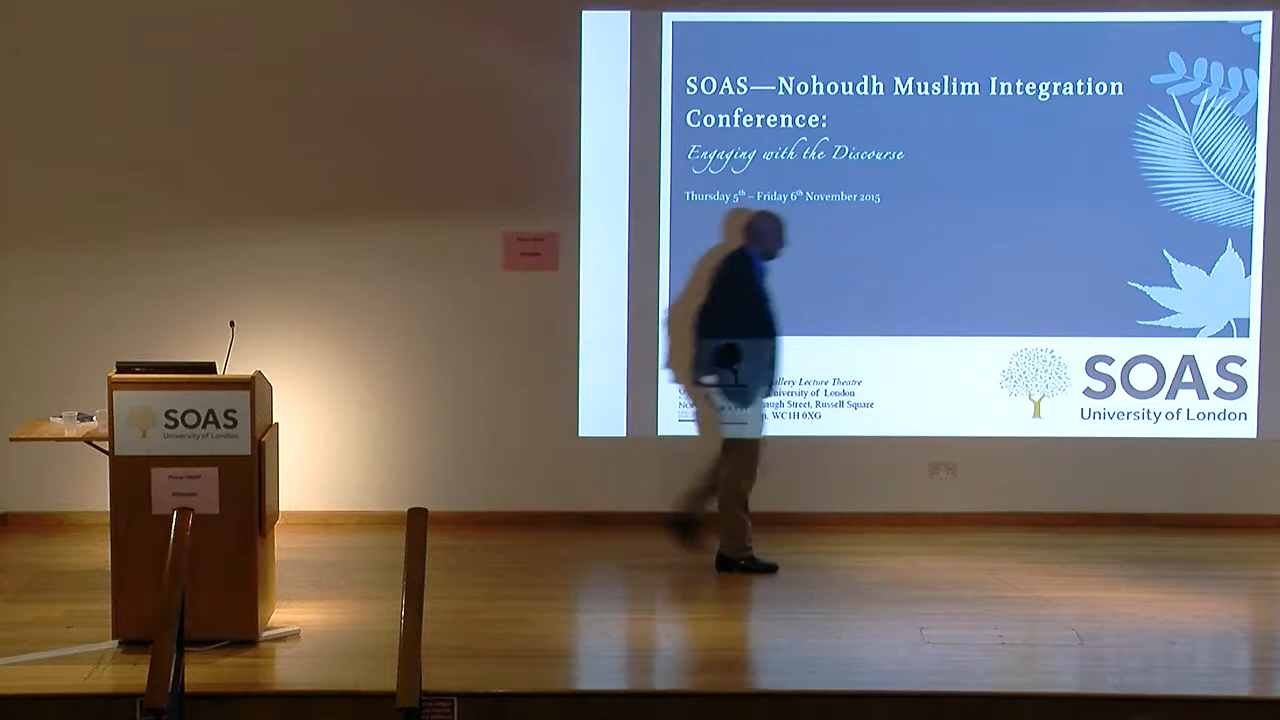 SOAS—Nohoudh Muslim Integration
Conference:
Engaging with the Discourse
Thursday 5th – Friday 6th November 2015
Lecture Theatre
University of London
Street, Russell Square
WC1H 0XG
SOAS
University of London
SOAS
University of London